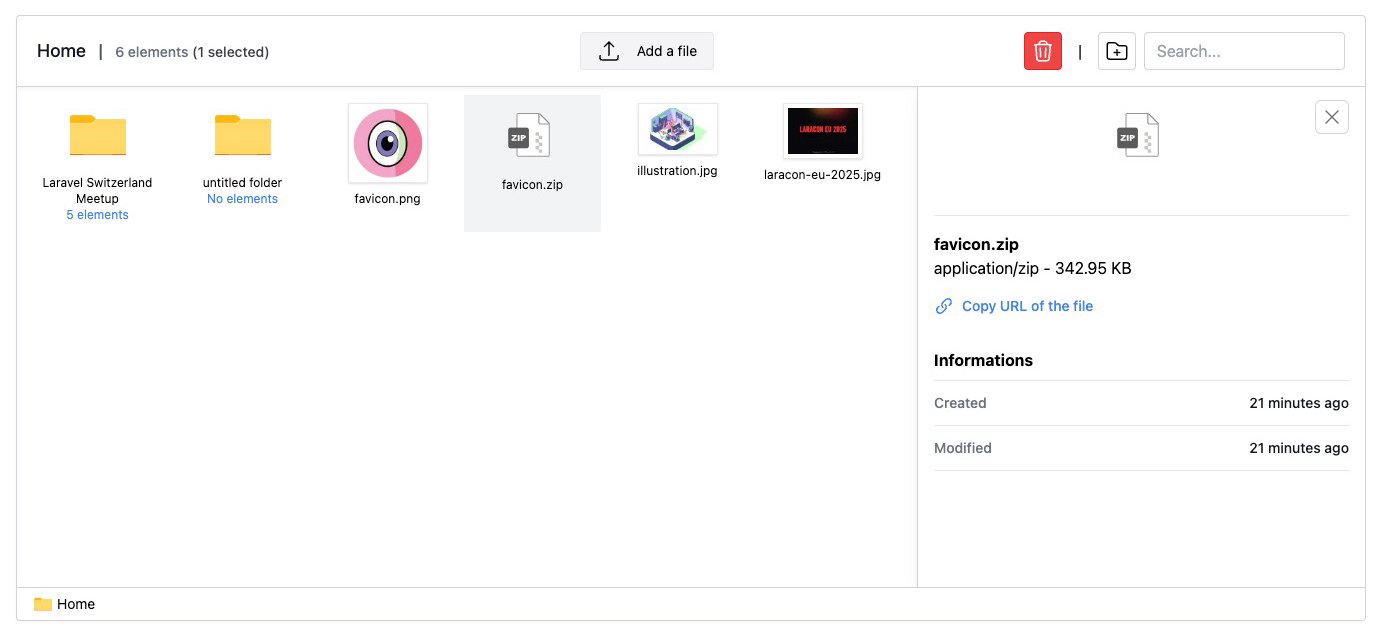 Home | 6 elements (1 selected)
Add a file
|
Search...
Laravel Switzerland
Meetup
5 elements
untitled folder
No elements
favicon.png
ZIP
favicon.zip
illustration.jpg
LARACON EU 2025
laracon-eu-2025.jpg
ZIP
favicon.zip
application/zip - 342.95 KB
Copy URL of the file
Informations
Created 21 minutes ago
Modified 21 minutes ago
Home